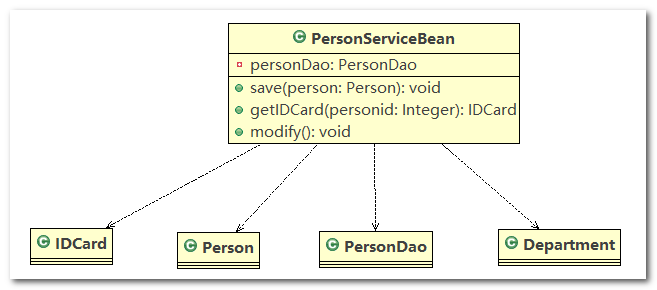 C PersonServiceBean
personDao: PersonDao
save(person: Person): void
getIDCard(personid: Integer): IDCard
modify(): void
C IDCard
C Person
C PersonDao
C Department